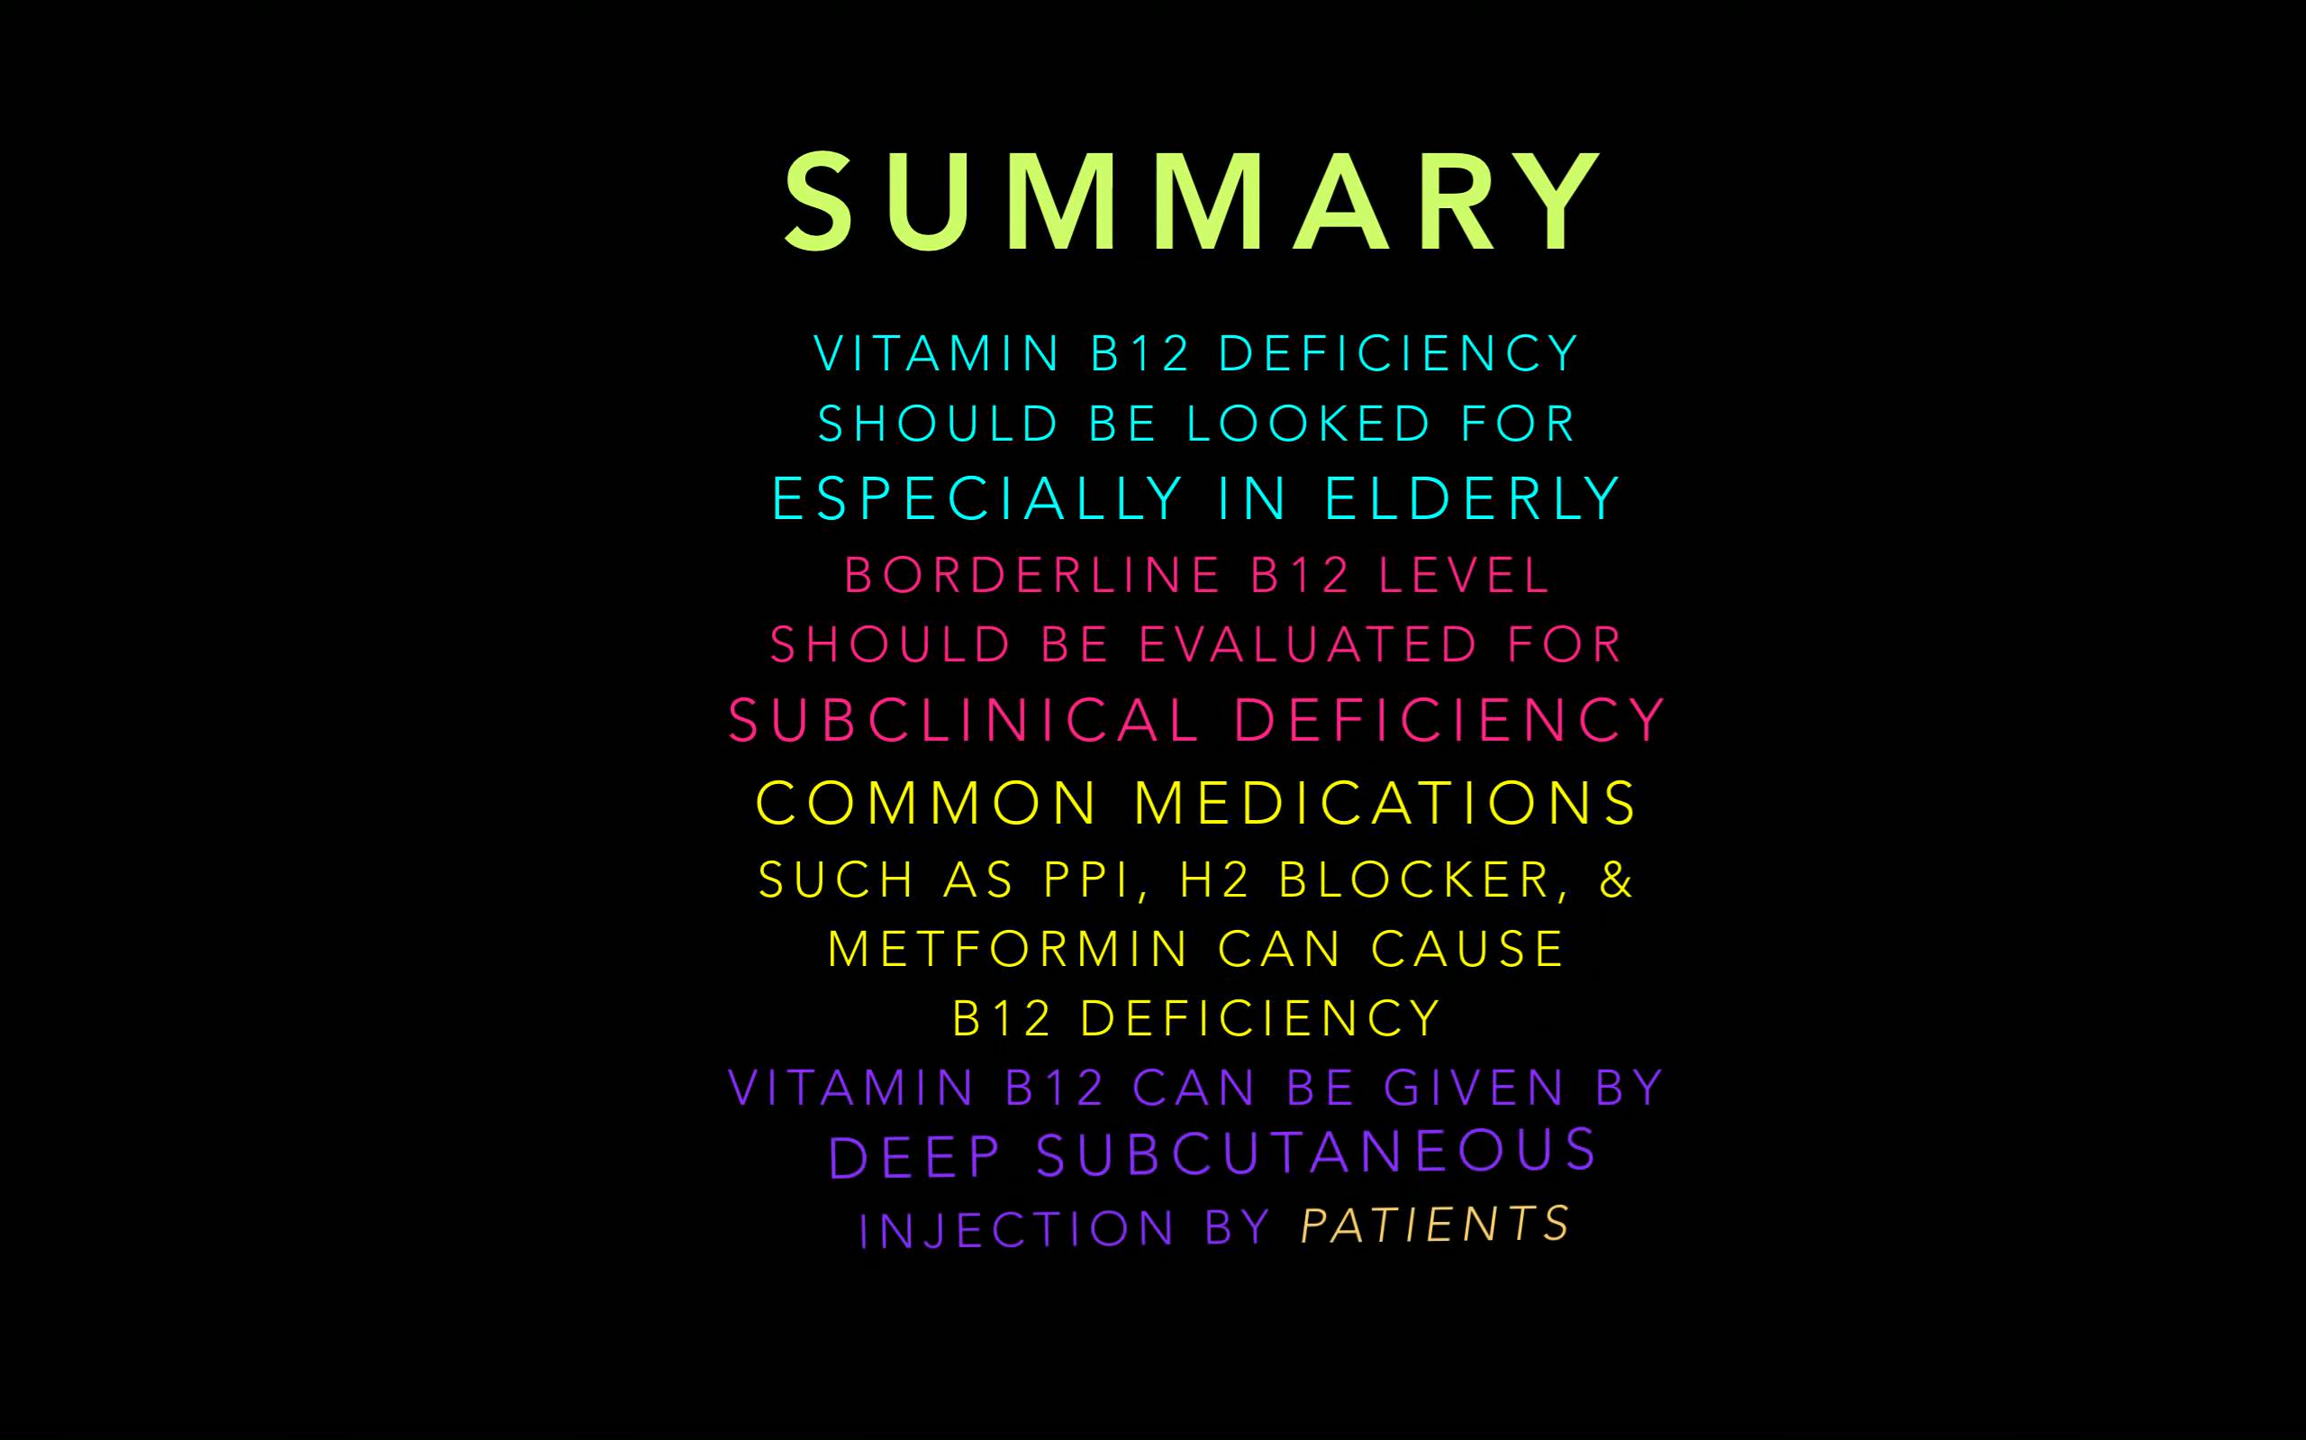 SUMMARY
VITAMIN B12 DEFICIENCY
SHOULD BE LOOKED FOR
ESPECIALLY IN ELDERLY
BORDERLINE B12 LEVEL
SHOULD BE EVALUATED FOR
SUBCLINICAL DEFICIENCY
COMMON MEDICATIONS
SUCH AS PPI, H2 BLOCKER, &
METFORMIN CAN CAUSE
B12 DEFICIENCY
VITAMIN B12 CAN BE GIVEN BY
DEEP SUBCUTANEOUS
INJECTION BY PATIENTS